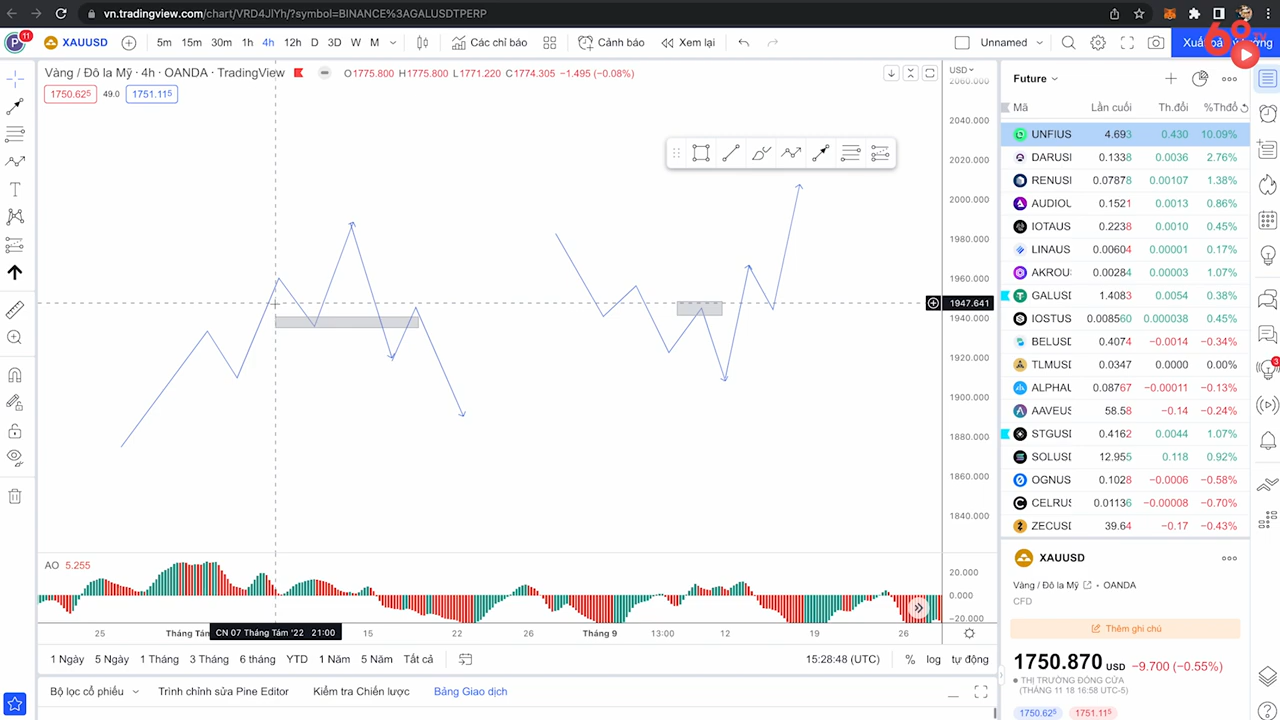 vn.tradingview.com/chart/VRD4JlYh/?symbol=BINANCE%3AGALUSDTPERP
P 11 XAUUSD 5m 15m 30m 1h 4h 12h D 3D W M Các chỉ báo Cảnh báo Xem lại Unnamed
Vàng / Đô la Mỹ · 4h · OANDA · TradingView O1775.800 H1775.800 L1771.220 C1774.305 −1.495 (−0.08%)
1750.625 49.0 1751.115
USD
2060.000
2040.000
2020.000
2000.000
1980.000
1960.000
1947.641
1940.000
1920.000
1900.000
1880.000
1860.000
1840.000
AO 5.255
20.000
0.000
−20.000
25 CN 07 Tháng Tám '22 21:00 15 22 26 Tháng 9 13:00 12 19 26
1 Ngày 5 Ngày 1 Tháng 3 Tháng 6 tháng YTD 1 Năm 5 Năm Tất cả 15:28:48 (UTC) % log tự động
Bộ lọc cổ phiếu Trình chỉnh sửa Pine Editor Kiểm tra Chiến lược Bảng Giao dịch
Future
Mã Lần cuối Th.đổi %Thđổ
UNFIUS 4.693 0.430 10.09%
DARUSI 0.1338 0.0036 2.76%
RENUSI 0.07878 0.00107 1.38%
AUDIOU 0.1521 0.0013 0.86%
IOTAUS 0.2238 0.0010 0.45%
LINAUS 0.00604 0.00001 0.17%
AKROU 0.00284 0.00003 1.07%
GALUSI 1.4083 0.0054 0.38%
IOSTUS 0.008560 0.000038 0.45%
BELUSI 0.4074 −0.0014 −0.34%
TLMUSD 0.0347 0.0000 0.00%
ALPHAL 0.08767 −0.00011 −0.13%
AAVEUS 58.58 −0.14 −0.24%
STGUSI 0.4162 0.0044 1.07%
SOLUSI 12.955 0.118 0.92%
OGNUS 0.1028 −0.0006 −0.58%
CELRUS 0.01136 −0.00008 −0.70%
ZECUSI 39.64 −0.17 −0.43%
XAUUSD
Vàng / Đô la Mỹ · OANDA
CFD
Thêm ghi chú
1750.870 USD −9.700 (−0.55%)
THỊ TRƯỜNG ĐÓNG CỬA
(THÁNG 11 18 16:58 UTC-5)
1750.625 1751.115
3